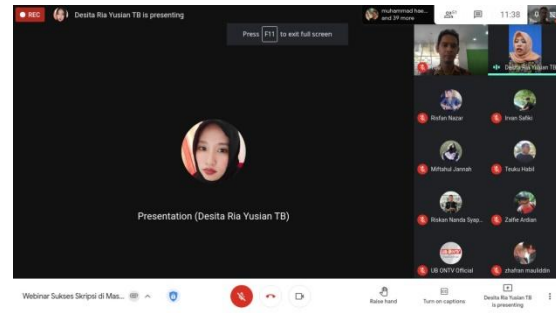 REC
Desita Ria Yusian TB is presenting
muhammad hae...
and 39 more
11:38
Press F11 to exit full screen
Desita Ria Yusian TB
Risfan Nazar
Irvan Safiki
Miftahul Jannah
Teuku Habil
Riskan Nanda Syap...
Zalfie Ardian
UB ONTV Official
zhafran mauliddin
Presentation (Desita Ria Yusian TB)
Webinar Sukses Skripsi di Mas...
Raise hand
Turn on captions
Desita Ria Yusian TB
is presenting